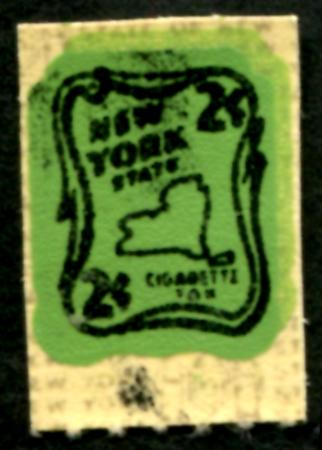 2¢
NEW
YORK
STATE
CIGARETTE
TAX
2¢